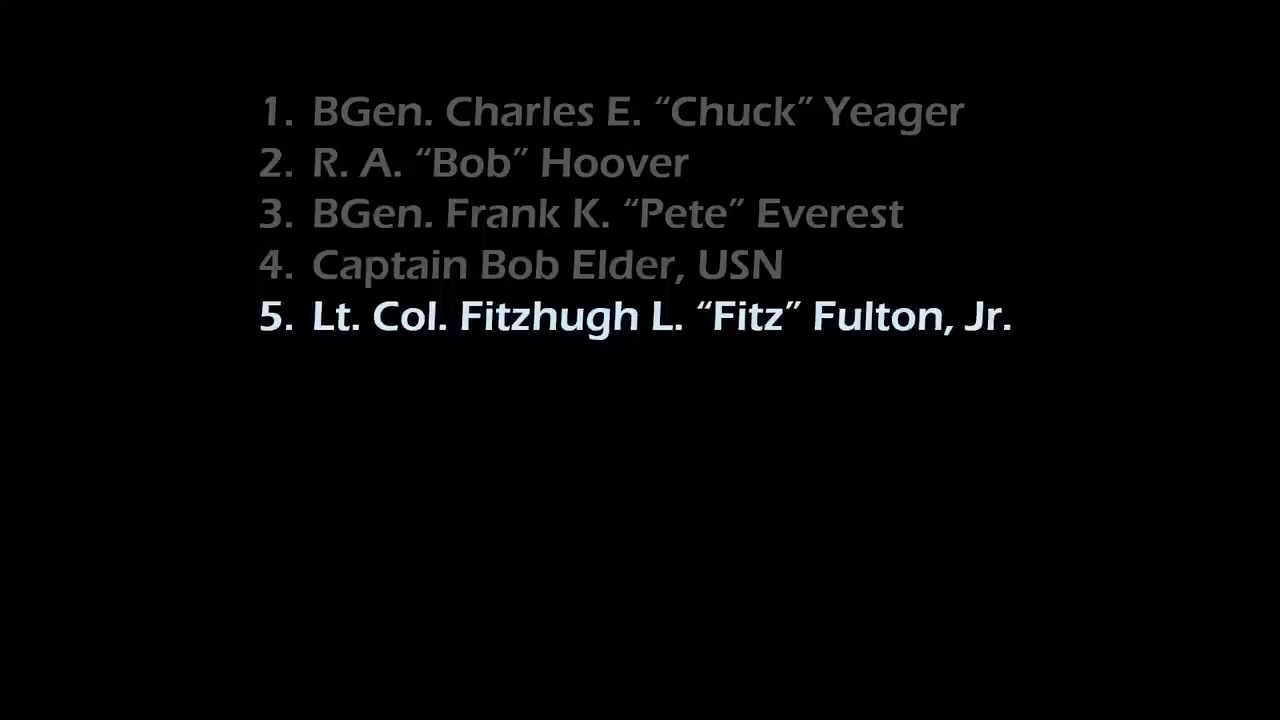 1. BGen. Charles E. “Chuck” Yeager
2. R. A. “Bob” Hoover
3. BGen. Frank K. “Pete” Everest
4. Captain Bob Elder, USN
5. Lt. Col. Fitzhugh L. “Fitz” Fulton, Jr.